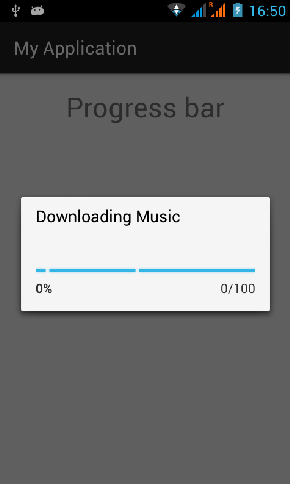 R 16:50
My Application
Progress bar
Downloading Music
0% 0/100